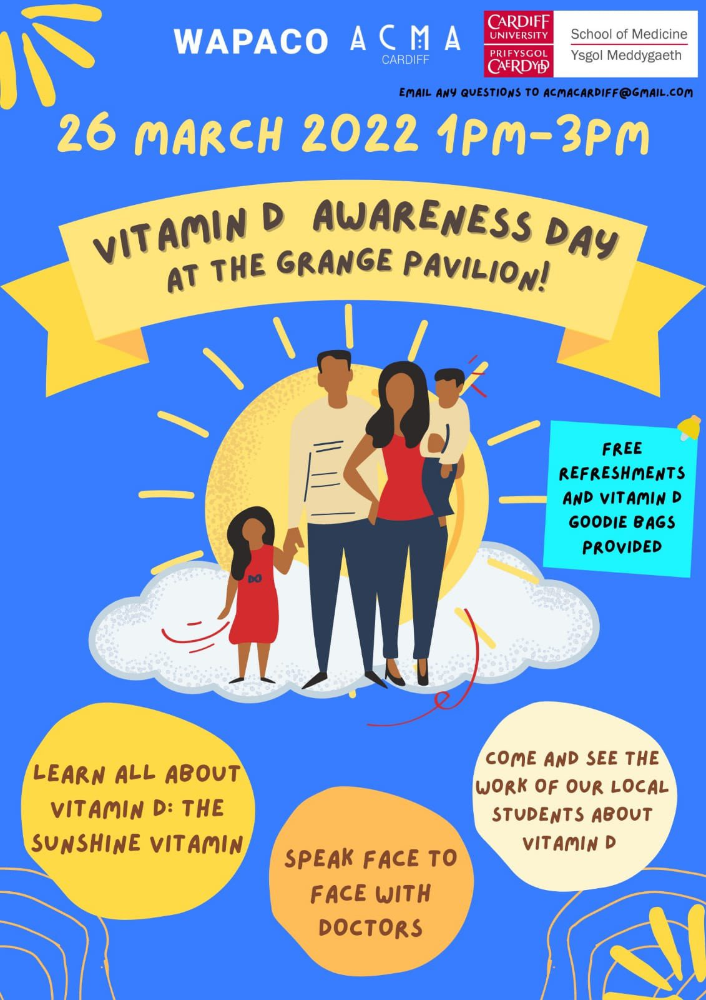 WAPACO
ACMA
CARDIFF
CARDIFF
UNIVERSITY
PRIFYSGOL
CAERDYDD
School of Medicine
Ysgol Meddygaeth
EMAIL ANY QUESTIONS TO ACMACARDIFF@GMAIL.COM
26 MARCH 2022 1PM-3PM
VITAMIN D AWARENESS DAY
AT THE GRANGE PAVILION!
FREE
REFRESHMENTS
AND VITAMIN D
GOODIE BAGS
PROVIDED
LEARN ALL ABOUT
VITAMIN D: THE
SUNSHINE VITAMIN
SPEAK FACE TO
FACE WITH
DOCTORS
COME AND SEE THE
WORK OF OUR LOCAL
STUDENTS ABOUT
VITAMIN D